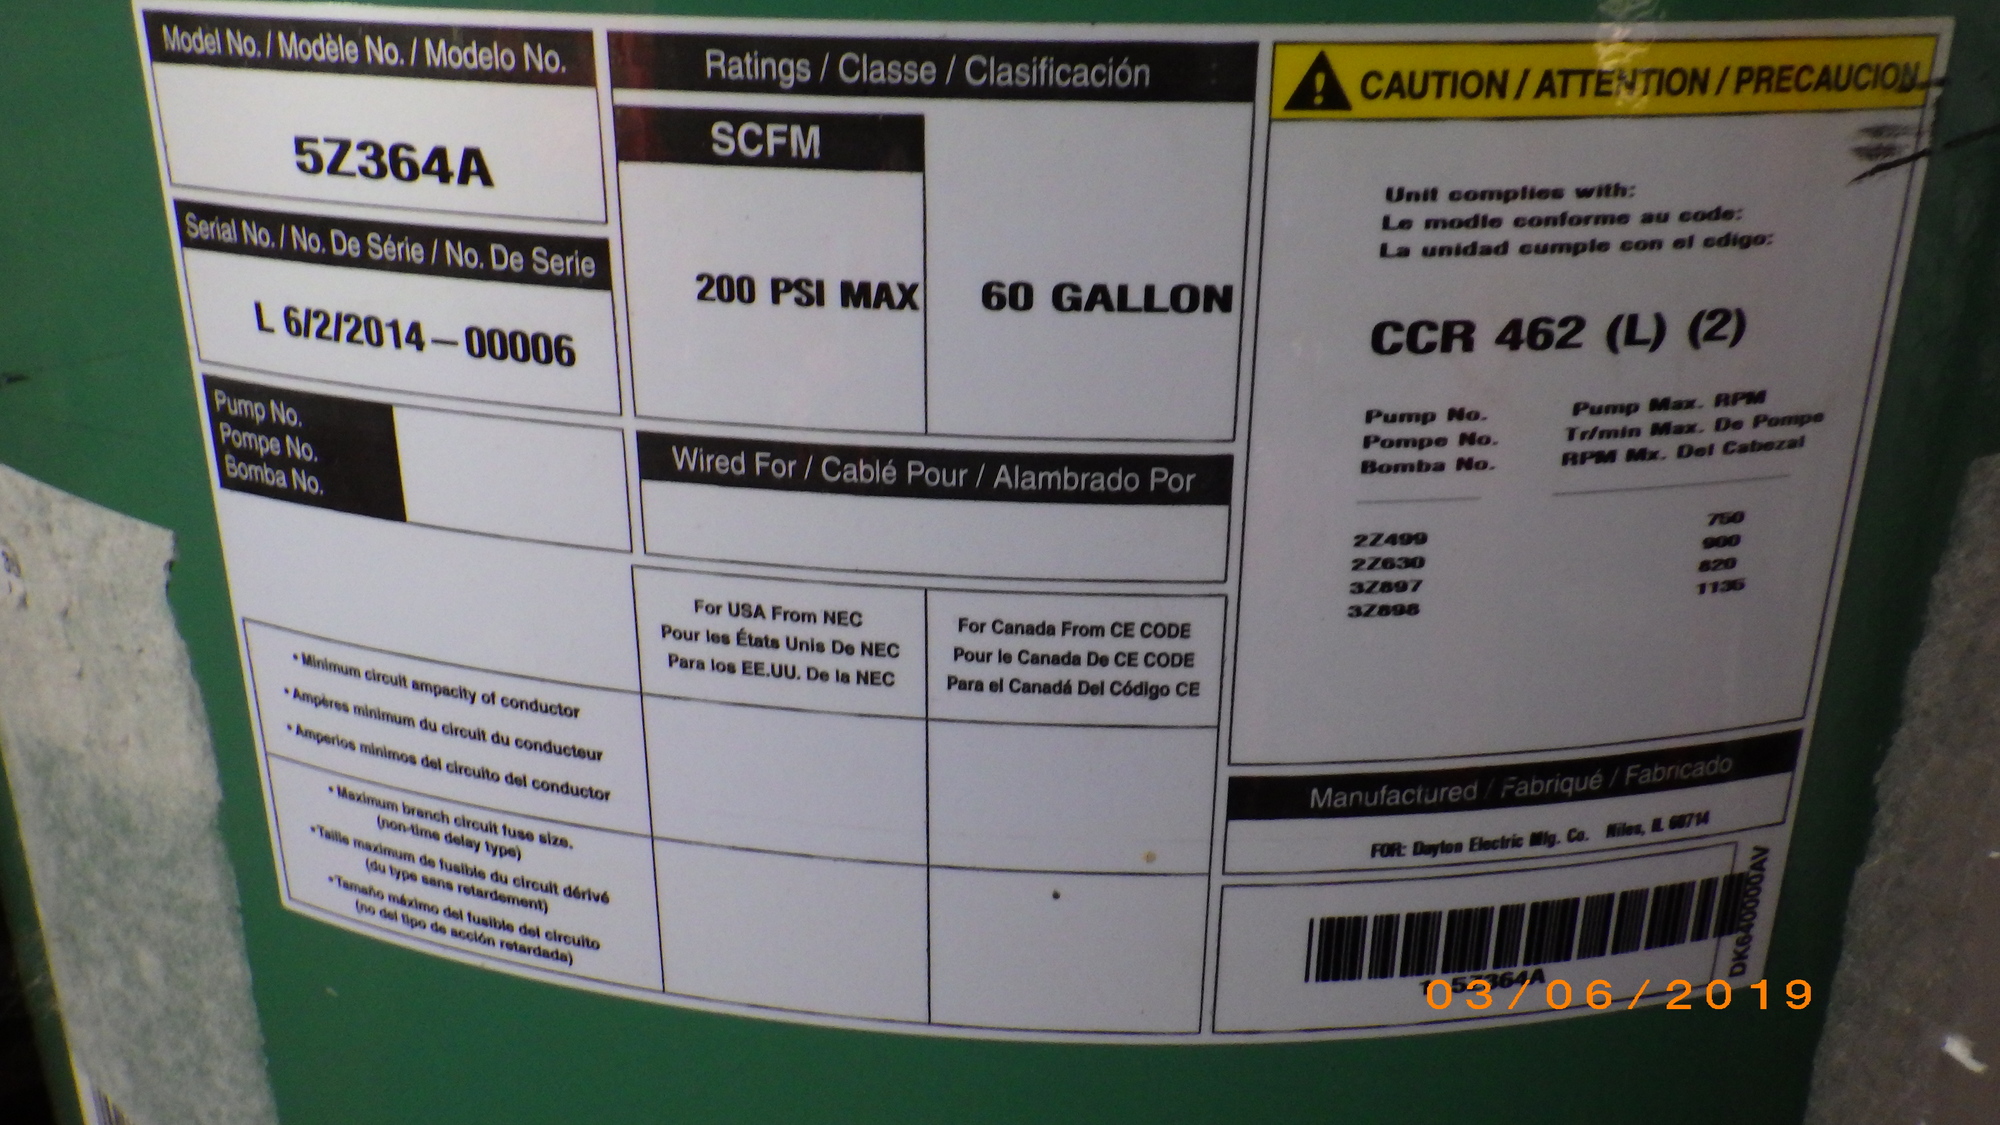 Model No. / Modèle No. / Modelo No.
5Z364A
Serial No. / No. De Série / No. De Serie
L 6/2/2014 – 00006
Pump No.
Pompe No.
Bomba No.
Ratings / Classe / Clasificación
SCFM
200 PSI MAX
60 GALLON
Wired For / Cablé Pour / Alambrado Por
For USA From NEC
Pour les États Unis De NEC
Para los EE.UU. De la NEC
For Canada From CE CODE
Pour le Canada De CE CODE
Para el Canadá Del Código CE
• Minimum circuit ampacity of conductor
• Ampères minimum du circuit du conducteur
• Amperios minimos del circuito del conductor
• Maximum branch circuit fuse size.
(non-time delay type)
• Taille maximum de fusible du circuit dérivé
(du type sans retardement)
• Tamaño máximo del fusible del circuito
(no del tipo de acción retardada)
CAUTION / ATTENTION / PRECAUCION
Unit complies with:
Le modle conforme au code:
La unidad cumple con el cdigo:
CCR 462 (L) (2)
Pump No.
Pompe No.
Bomba No.
Pump Max. RPM
Tr/min Max. De Pompe
RPM Mx. Del Cabezal
2Z499
2Z630
3Z897
3Z898
750
900
820
1135
Manufactured / Fabriqué / Fabricado
FOR: Dayton Electric Mfg. Co. Niles, IL 60714
5Z364A
DK640000AV
03/06/2019